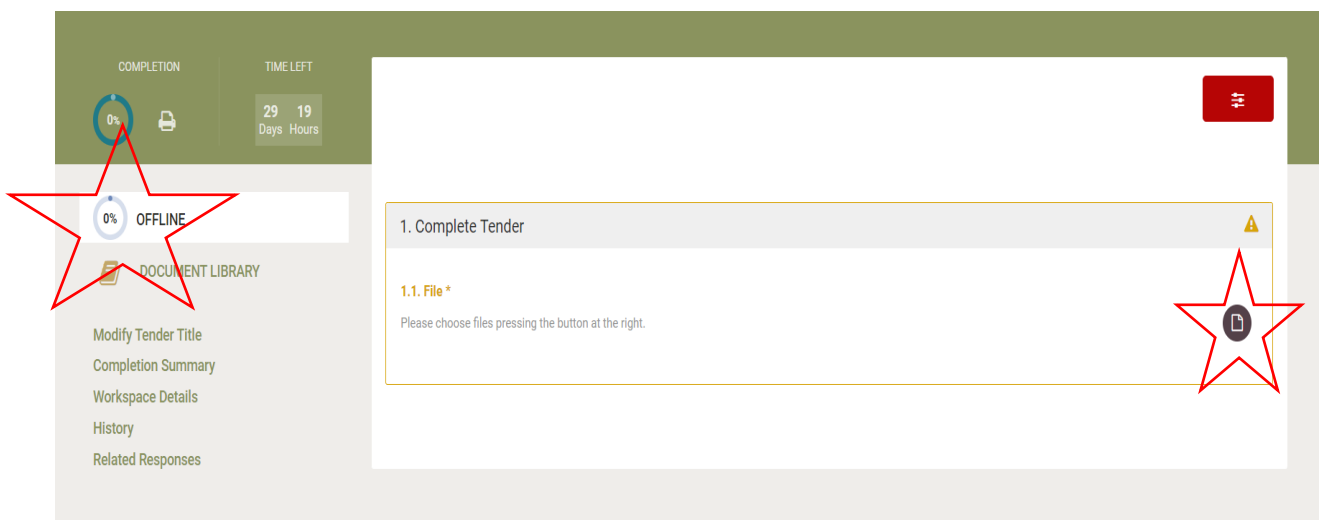 COMPLETION
TIME LEFT
0%
29 19
Days Hours
0% OFFLINE
DOCUMENT LIBRARY
Modify Tender Title
Completion Summary
Workspace Details
History
Related Responses
1. Complete Tender
1.1. File *
Please choose files pressing the button at the right.